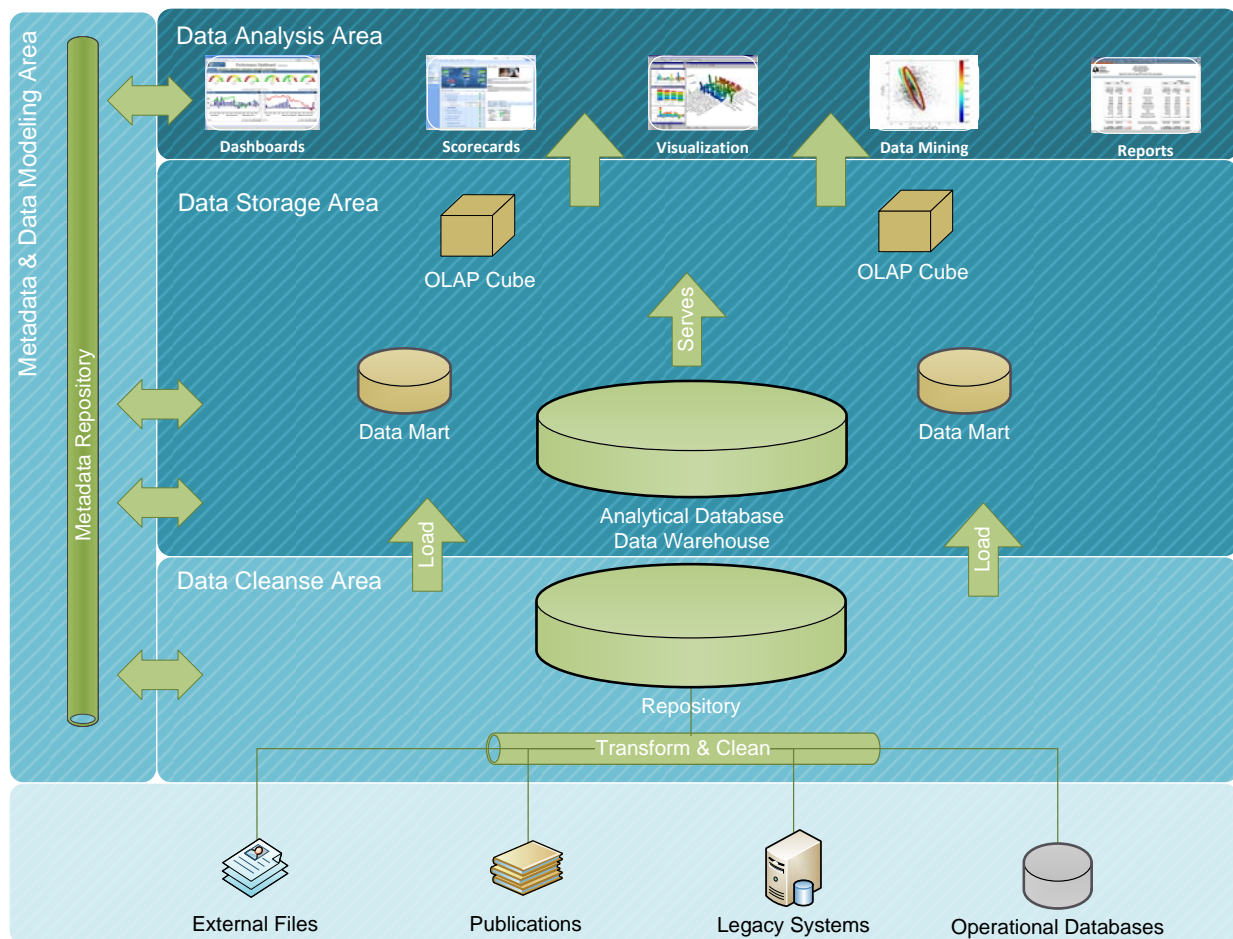 Metadata & Data Modeling Area
Metadata Repository
Data Analysis Area
Performance Dashboard
Dashboards
Scorecards
Visualization
Data Mining
Reports
Data Storage Area
OLAP Cube
OLAP Cube
Serves
Data Mart
Data Mart
Analytical Database
Data Warehouse
Load
Load
Data Cleanse Area
Repository
Transform & Clean
External Files
Publications
Legacy Systems
Operational Databases